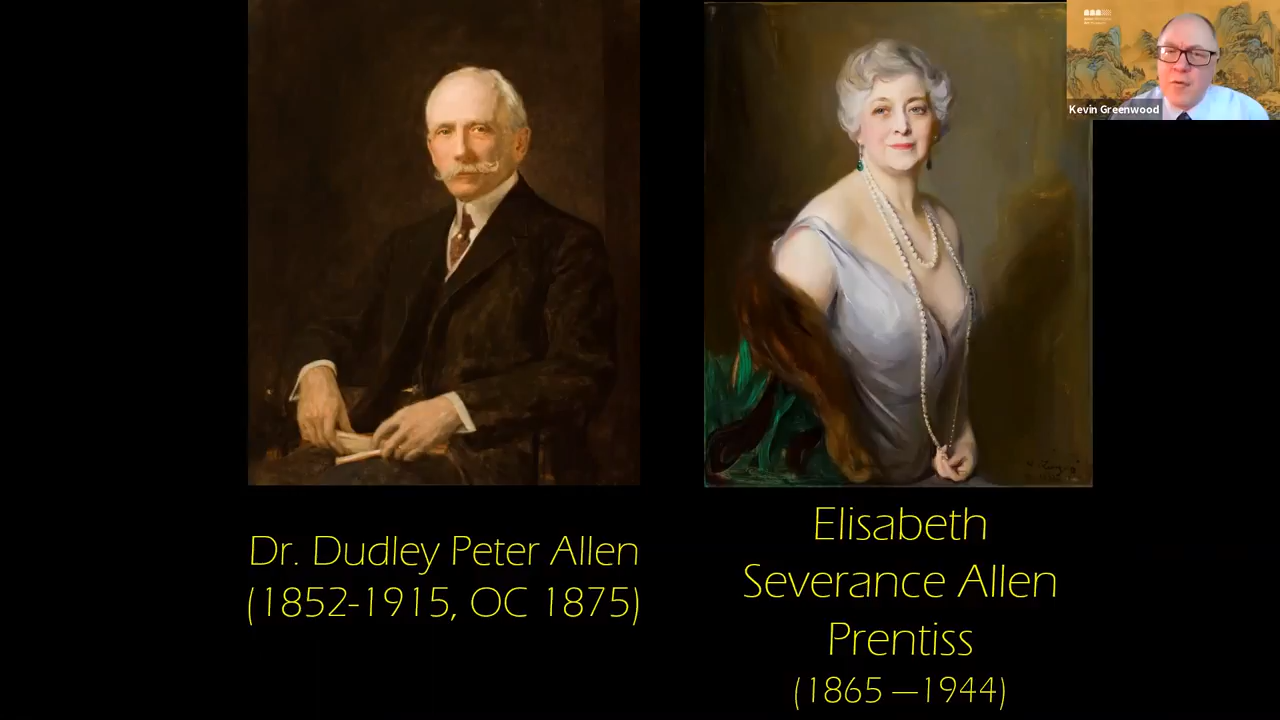 Kevin Greenwood
Dr. Dudley Peter Allen
(1852-1915, OC 1875)
Elisabeth
Severance Allen
Prentiss
(1865 —1944)